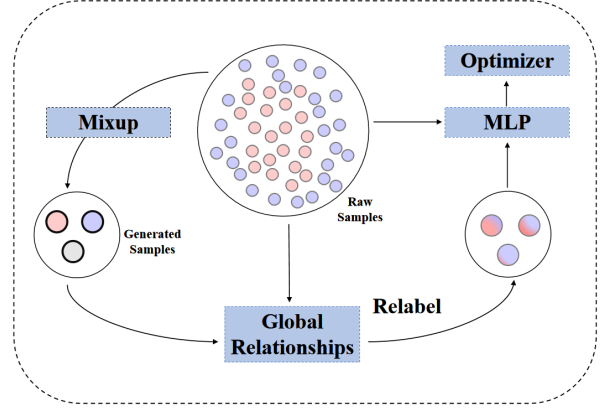 Optimizer
Mixup
MLP
Raw
Samples
Generated
Samples
Relabel
Global
Relationships